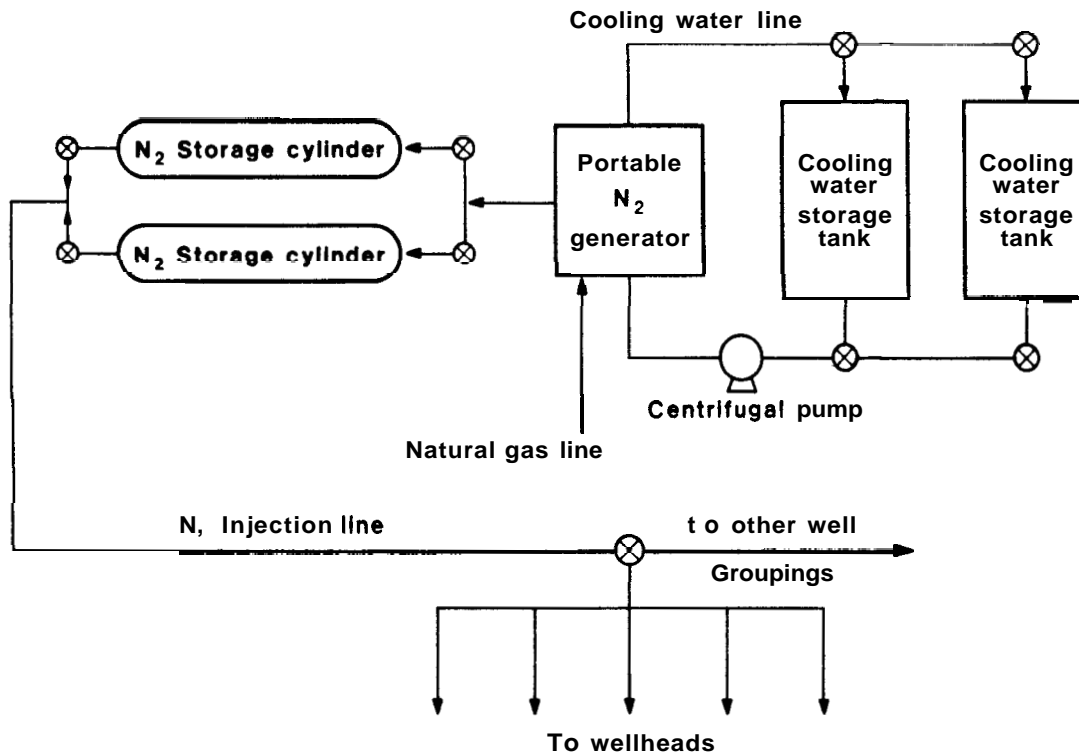 Cooling water line
N₂ Storage cylinder
N₂ Storage cylinder
Portable
N₂
generator
Cooling
water
storage
tank
Cooling
water
storage
tank
Centrifugal pump
Natural gas line
N, Injection line
to other well
Groupings
To wellheads